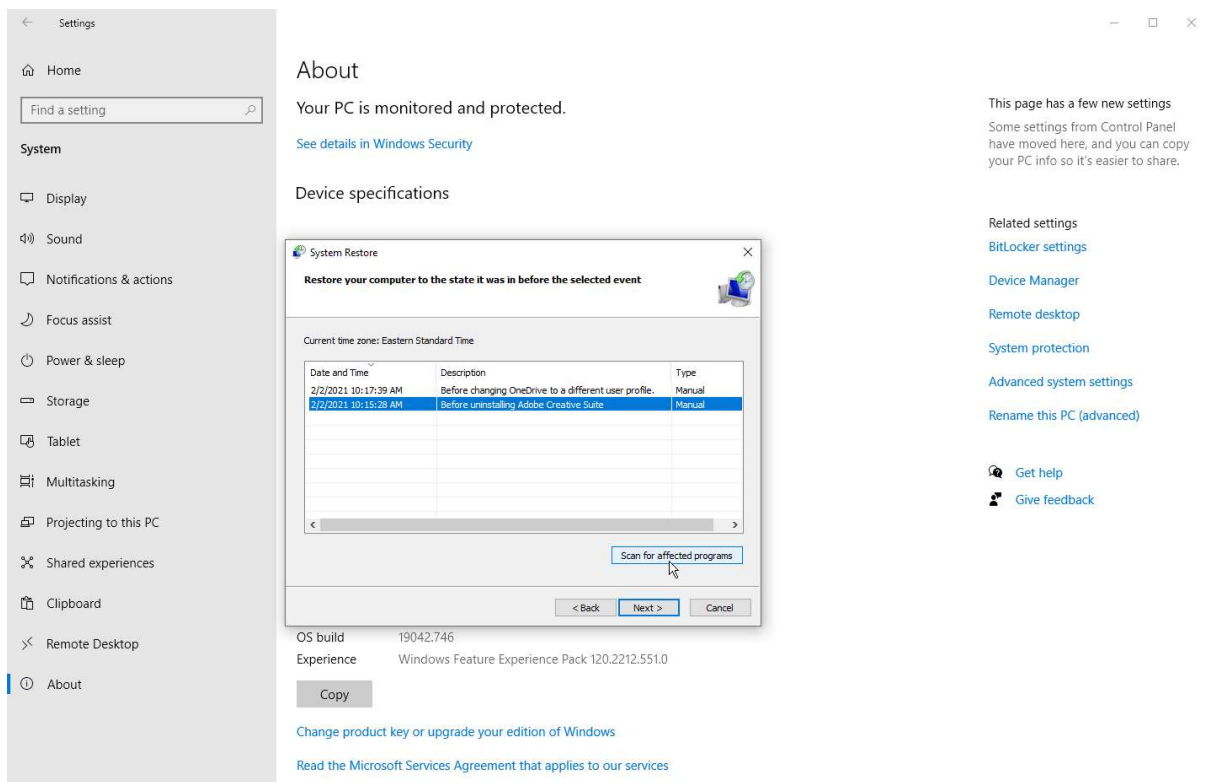 Settings
Home
Find a setting
System
Display
Sound
Notifications & actions
Focus assist
Power & sleep
Storage
Tablet
Multitasking
Projecting to this PC
Shared experiences
Clipboard
Remote Desktop
About
About
Your PC is monitored and protected.
See details in Windows Security
Device specifications
System Restore
Restore your computer to the state it was in before the selected event
Current time zone: Eastern Standard Time
Date and Time Description Type
2/2/2021 10:17:39 AM Before changing OneDrive to a different user profile. Manual
2/2/2021 10:15:28 AM Before uninstalling Adobe Creative Suite Manual
Scan for affected programs
< Back Next > Cancel
OS build 19042.746
Experience Windows Feature Experience Pack 120.2212.551.0
Copy
Change product key or upgrade your edition of Windows
Read the Microsoft Services Agreement that applies to our services
This page has a few new settings
Some settings from Control Panel
have moved here, and you can copy
your PC info so it's easier to share.
Related settings
BitLocker settings
Device Manager
Remote desktop
System protection
Advanced system settings
Rename this PC (advanced)
Get help
Give feedback